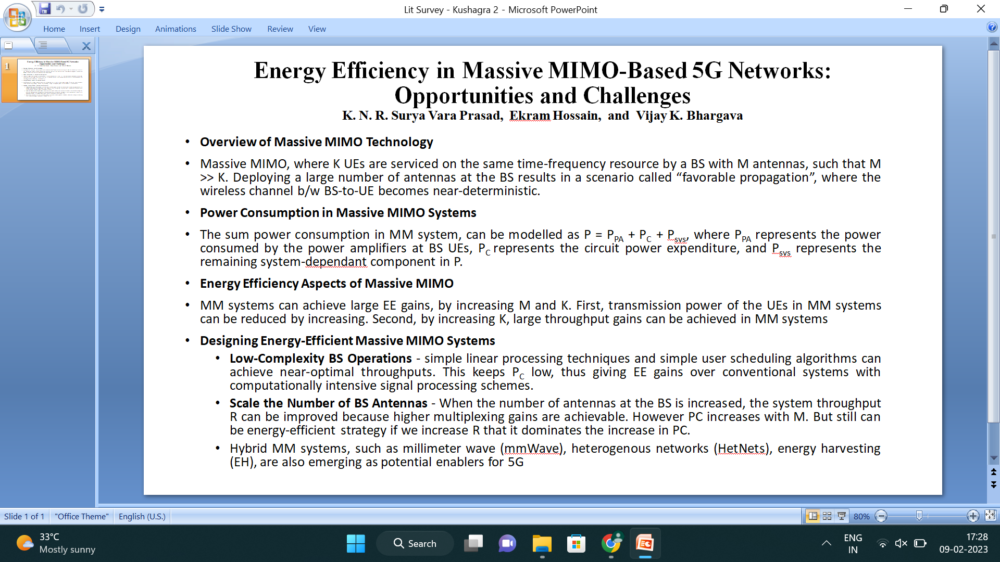 Lit Survey - Kushagra 2 - Microsoft PowerPoint
Home Insert Design Animations Slide Show Review View
1
Energy Efficiency in Massive MIMO-Based 5G Networks:
Opportunities and Challenges
K. N. R. Surya Vara Prasad, Ekram Hossain, and Vijay K. Bhargava
• Overview of Massive MIMO Technology
• Massive MIMO, where K UEs are serviced on the same time-frequency resource by a BS with M antennas, such that M
>> K. Deploying a large number of antennas at the BS results in a scenario called “favorable propagation”, where the
wireless channel b/w BS-to-UE becomes near-deterministic.
• Power Consumption in Massive MIMO Systems
• The sum power consumption in MM system, can be modelled as P = PPA + PC + Psys, where PPA represents the power
consumed by the power amplifiers at BS UEs, PC represents the circuit power expenditure, and Psys represents the
remaining system-dependant component in P.
• Energy Efficiency Aspects of Massive MIMO
• MM systems can achieve large EE gains, by increasing M and K. First, transmission power of the UEs in MM systems
can be reduced by increasing. Second, by increasing K, large throughput gains can be achieved in MM systems
• Designing Energy-Efficient Massive MIMO Systems
• Low-Complexity BS Operations - simple linear processing techniques and simple user scheduling algorithms can
achieve near-optimal throughputs. This keeps PC low, thus giving EE gains over conventional systems with
computationally intensive signal processing schemes.
• Scale the Number of BS Antennas - When the number of antennas at the BS is increased, the system throughput
R can be improved because higher multiplexing gains are achievable. However PC increases with M. But still can
be energy-efficient strategy if we increase R that it dominates the increase in PC.
• Hybrid MM systems, such as millimeter wave (mmWave), heterogenous networks (HetNets), energy harvesting
(EH), are also emerging as potential enablers for 5G
Slide 1 of 1 "Office Theme" English (U.S.) 80%
33°C
Mostly sunny
Search
ENG
IN
17:28
09-02-2023